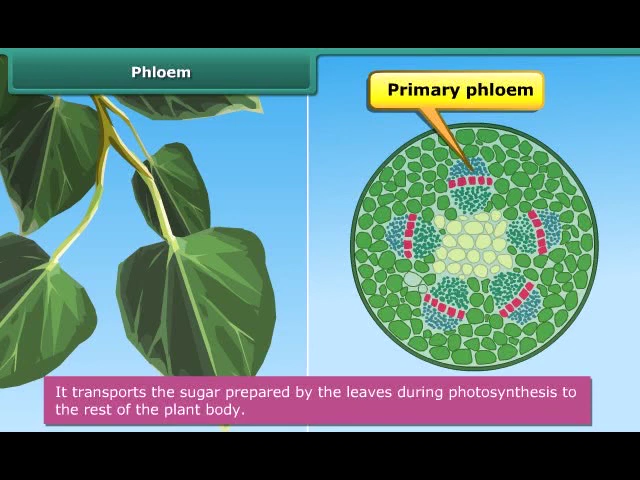 Phloem
Primary phloem
It transports the sugar prepared by the leaves during photosynthesis to
the rest of the plant body.